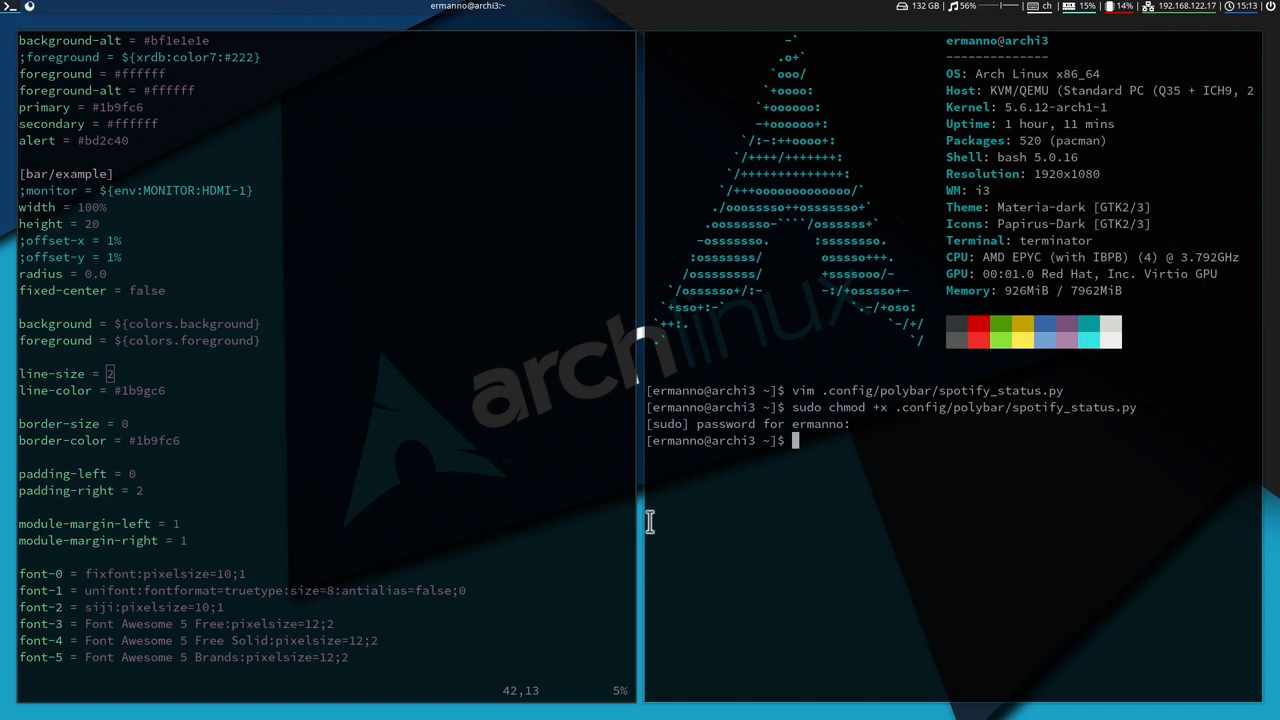 ermanno@archi3:~
132 GB
56%
ch
15%
14%
192.168.122.17
15:13
background-alt = #bf1e1e1e
;foreground = ${xrdb:color7:#222}
foreground = #ffffff
foreground-alt = #ffffff
primary = #1b9fc6
secondary = #ffffff
alert = #bd2c40
[bar/example]
;monitor = ${env:MONITOR:HDMI-1}
width = 100%
height = 20
;offset-x = 1%
;offset-y = 1%
radius = 0.0
fixed-center = false
background = ${colors.background}
foreground = ${colors.foreground}
line-size = 2
line-color = #1b9gc6
border-size = 0
border-color = #1b9fc6
padding-left = 0
padding-right = 2
module-margin-left = 1
module-margin-right = 1
font-0 = fixfont:pixelsize=10;1
font-1 = unifont:fontformat=truetype:size=8:antialias=false;0
font-2 = siji:pixelsize=10;1
font-3 = Font Awesome 5 Free:pixelsize=12;2
font-4 = Font Awesome 5 Free Solid:pixelsize=12;2
font-5 = Font Awesome 5 Brands:pixelsize=12;2
42,13 5%
ermanno@archi3
--------------
OS: Arch Linux x86_64
Host: KVM/QEMU (Standard PC (Q35 + ICH9, 2
Kernel: 5.6.12-arch1-1
Uptime: 1 hour, 11 mins
Packages: 520 (pacman)
Shell: bash 5.0.16
Resolution: 1920x1080
WM: i3
Theme: Materia-dark [GTK2/3]
Icons: Papirus-Dark [GTK2/3]
Terminal: terminator
CPU: AMD EPYC (with IBPB) (4) @ 3.792GHz
GPU: 00:01.0 Red Hat, Inc. Virtio GPU
Memory: 926MiB / 7962MiB
[ermanno@archi3 ~]$ vim .config/polybar/spotify_status.py
[ermanno@archi3 ~]$ sudo chmod +x .config/polybar/spotify_status.py
[sudo] password for ermanno:
[ermanno@archi3 ~]$
archlinux